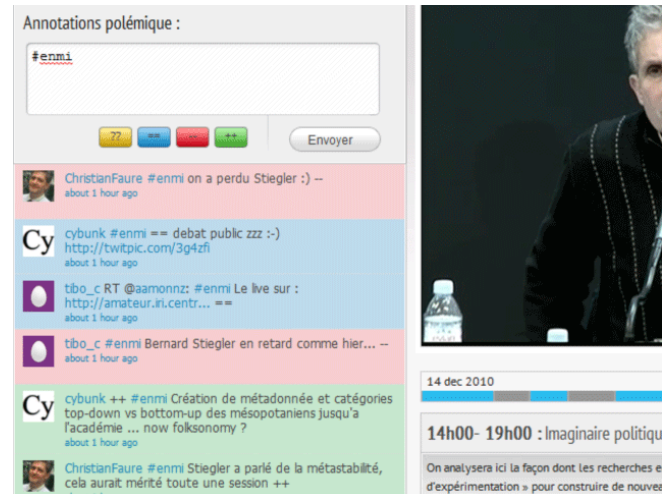 Annotations polémique :
#enmi
?? == -- ++ Envoyer
ChristianFaure #enmi on a perdu Stiegler :) --
about 1 hour ago
cybunk #enmi == debat public zzz :-)
http://twitpic.com/3g4zfi
about 1 hour ago
tibo_c RT @aamonnz: #enmi Le live sur :
http://amateur.iri.centr... ==
about 1 hour ago
tibo_c #enmi Bernard Stiegler en retard comme hier... --
about 1 hour ago
cybunk ++ #enmi Création de métadonnée et catégories
top-down vs bottom-up des mésopotaniens jusqu'a
l'académie ... now folksonomy ?
about 1 hour ago
ChristianFaure #enmi Stiegler a parlé de la métastabilité,
cela aurait mérité toute une session ++
Cy
Cy
14 dec 2010
14h00- 19h00 : Imaginaire politiqu
On analysera ici la façon dont les recherches e
d'expérimentation » pour construire de nouvea